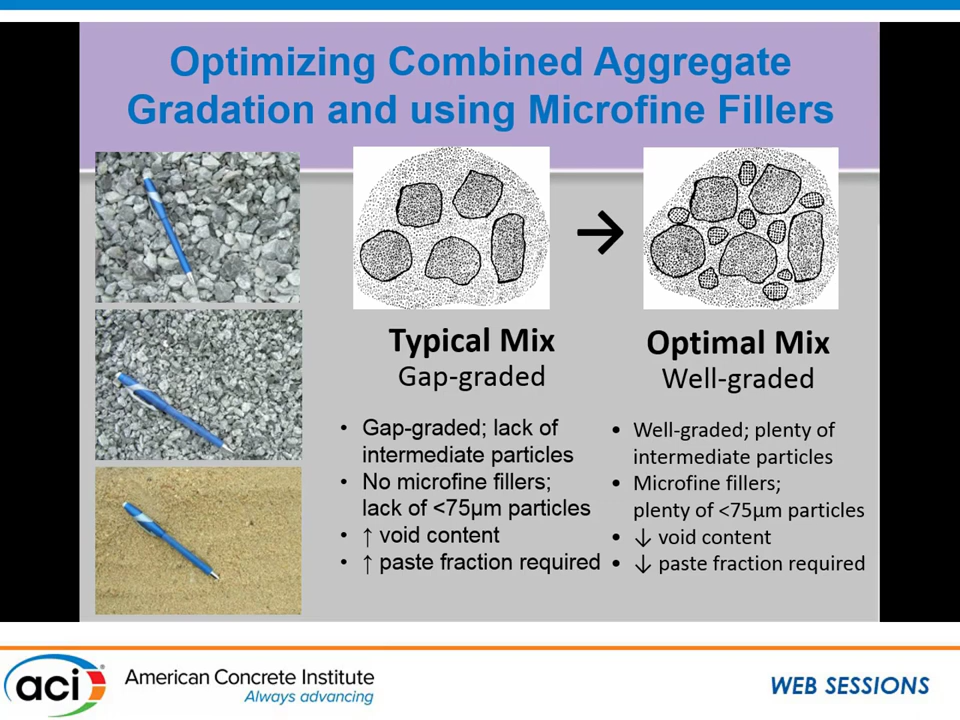 Optimizing Combined Aggregate
Gradation and using Microfine Fillers
Typical Mix
Gap-graded
• Gap-graded; lack of
intermediate particles
• No microfine fillers;
lack of <75µm particles
• ↑ void content
• ↑ paste fraction required
→
Optimal Mix
Well-graded
• Well-graded; plenty of
intermediate particles
• Microfine fillers;
plenty of <75µm particles
• ↓ void content
• ↓ paste fraction required
aci
American Concrete Institute
Always advancing
WEB SESSIONS